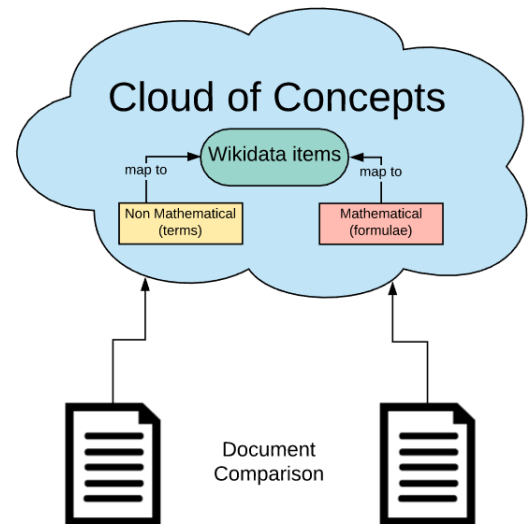 Cloud of Concepts
Wikidata items
map to
map to
Non Mathematical
(terms)
Mathematical
(formulae)
Document
Comparison